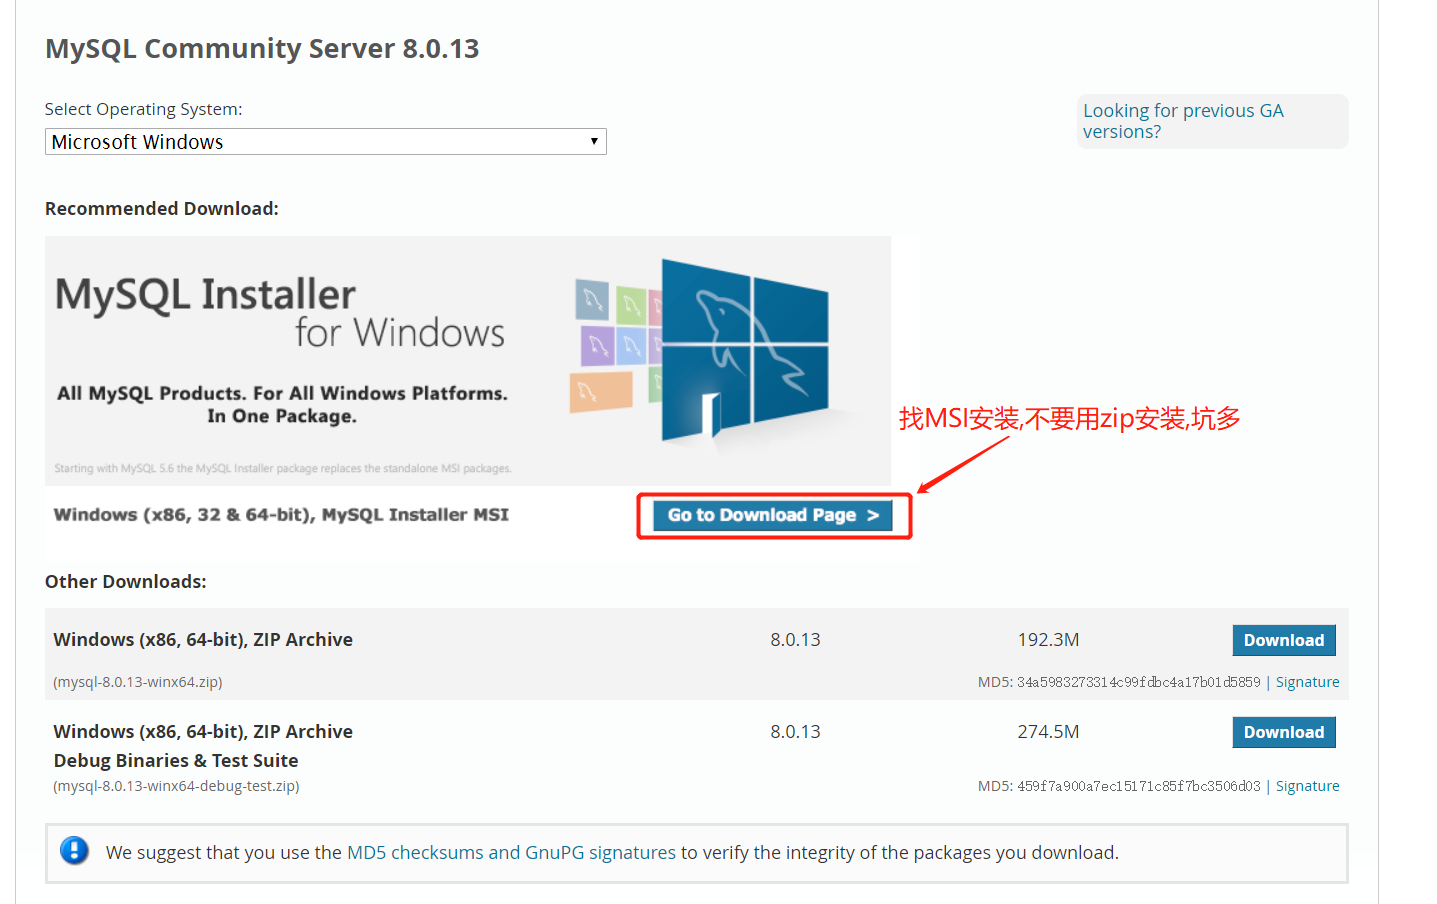 MySQL Community Server 8.0.13
Select Operating System:
Microsoft Windows
Looking for previous GA
versions?
Recommended Download:
MySQL Installer
for Windows
All MySQL Products. For All Windows Platforms.
In One Package.
Starting with MySQL 5.6 the MySQL Installer package replaces the standalone MSI packages.
找MSI安装,不要用zip安装,坑多
Windows (x86, 32 & 64-bit), MySQL Installer MSI
Go to Download Page >
Other Downloads:
Windows (x86, 64-bit), ZIP Archive 8.0.13 192.3M Download
(mysql-8.0.13-winx64.zip) MD5: 34a5983273314c99fdbc4a17b01d5859 | Signature
Windows (x86, 64-bit), ZIP Archive 8.0.13 274.5M Download
Debug Binaries & Test Suite
(mysql-8.0.13-winx64-debug-test.zip) MD5: 459f7a900a7ec15171c85f7bc3506d03 | Signature
We suggest that you use the MD5 checksums and GnuPG signatures to verify the integrity of the packages you download.